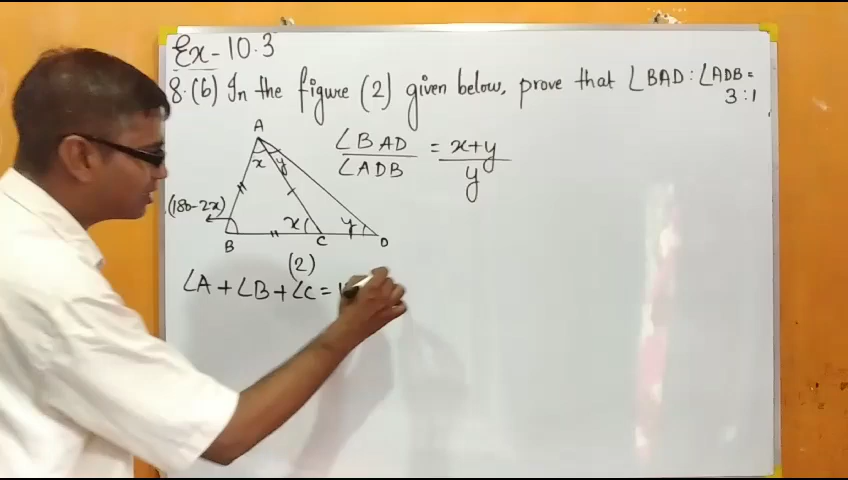 Ex-10.3
8.(b) In the figure (2) given below, prove that ∠BAD : ∠ADB =
3:1
A
∠BAD/∠ADB = x+y/y
x y
(180-2x)
x y
B C D
(2)
∠A+∠B+∠C=1